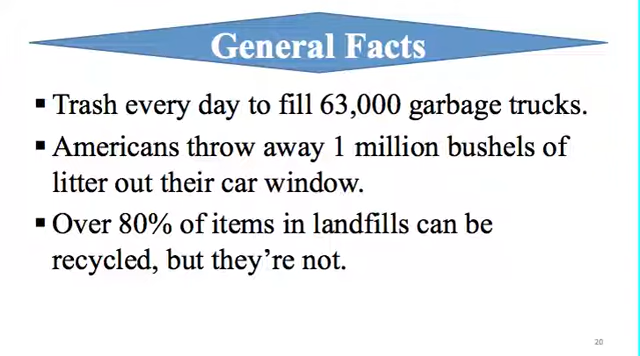 General Facts
▪ Trash every day to fill 63,000 garbage trucks.
▪ Americans throw away 1 million bushels of
litter out their car window.
▪ Over 80% of items in landfills can be
recycled, but they're not.
20